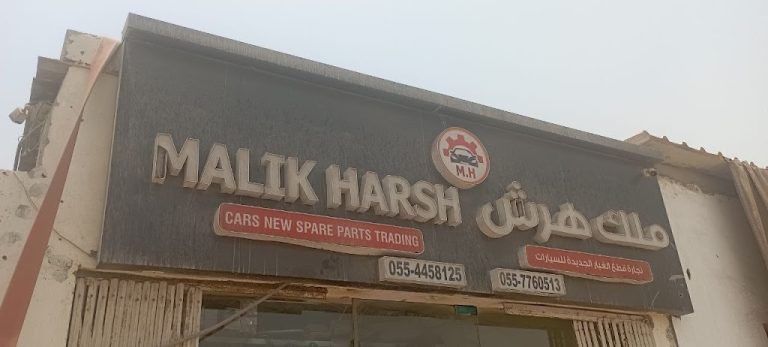 MALIK HARSH
M.H
ملك هرش
CARS NEW SPARE PARTS TRADING
تجارة قطع الغيار الجديدة للسيارات
055-4458125
055-7760513